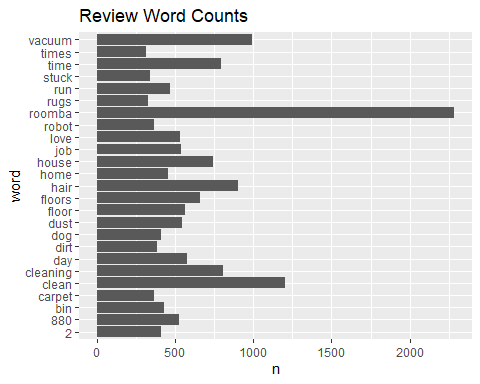 Review Word Counts
vacuum
times
time
stuck
run
rugs
roomba
robot
love
job
house
home
hair
floors
floor
dust
dog
dirt
day
cleaning
clean
carpet
bin
880
2
word
0 500 1000 1500 2000
n